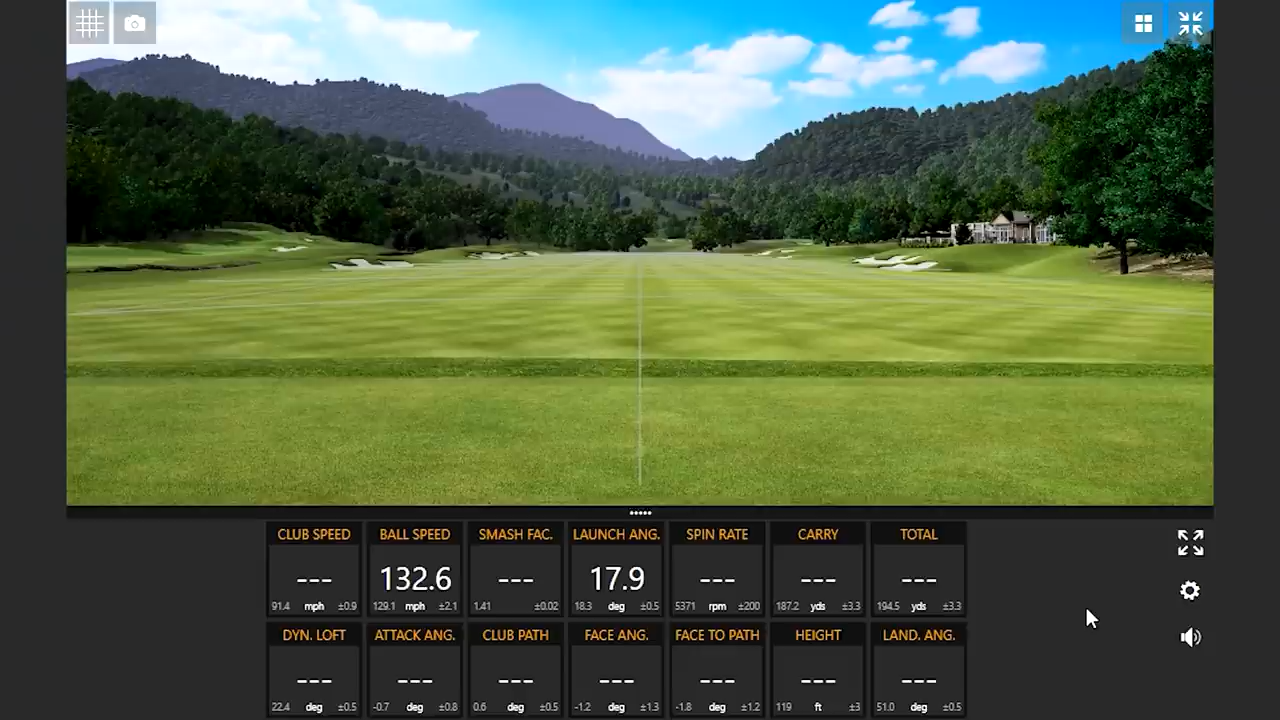 CLUB SPEED BALL SPEED SMASH FAC. LAUNCH ANG. SPIN RATE CARRY TOTAL
--- 132.6 --- 17.9 --- --- ---
91.4 mph ±0.9 129.1 mph ±2.1 1.41 ±0.02 18.3 deg ±0.5 5371 rpm ±200 187.2 yds ±3.3 194.5 yds ±3.3
DYN. LOFT ATTACK ANG. CLUB PATH FACE ANG. FACE TO PATH HEIGHT LAND. ANG.
--- --- --- --- --- --- ---
22.4 deg ±0.5 -0.7 deg ±0.8 0.6 deg ±0.5 -1.2 deg ±1.3 -1.8 deg ±1.2 119 ft ±3 51.0 deg ±0.5